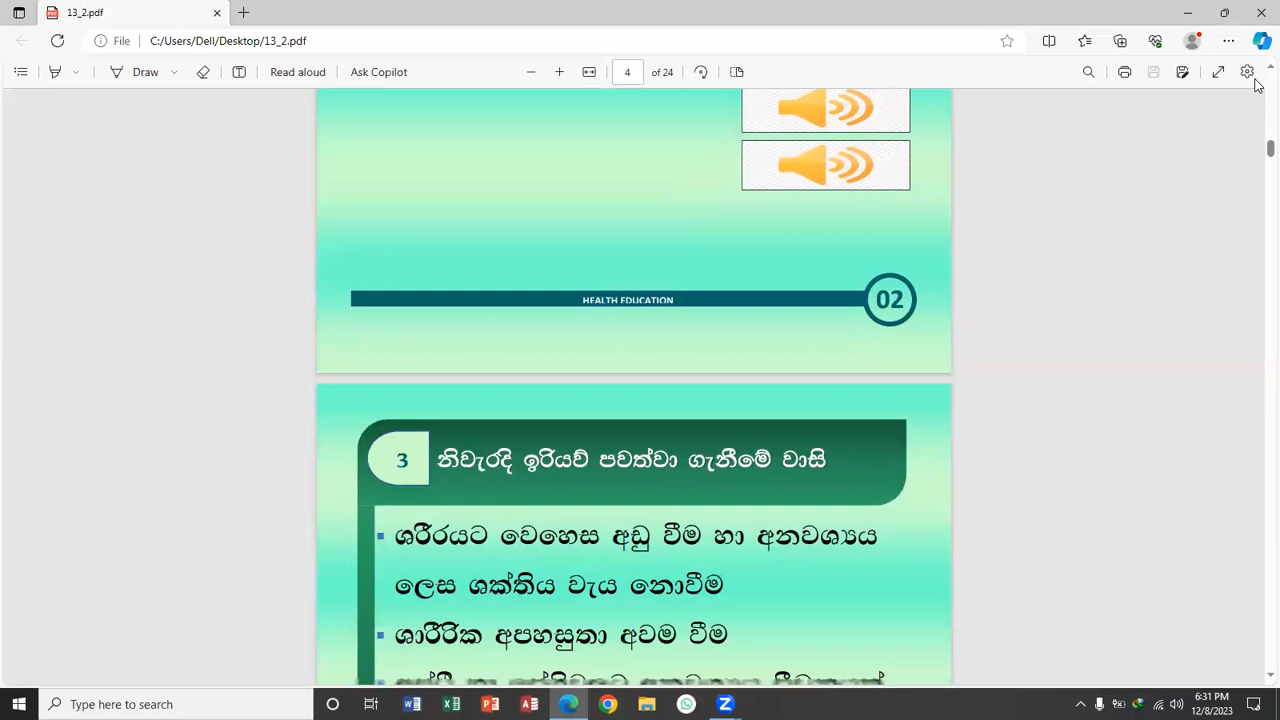 13_2.pdf
File C:/Users/Dell/Desktop/13_2.pdf
Draw Read aloud Ask Copilot 4 of 24
HEALTH EDUCATION 02
3 නිවැරදි ඉරියව් පවත්වා ගැනීමේ වාසි
ශරීරයට වෙහෙස අඩු වීම හා අනවශ්‍යය
ලෙස ශක්තිය වැය නොවීම
ශාරීරික අපහසුතා අවම වීම
Type here to search
6:31 PM
12/8/2023